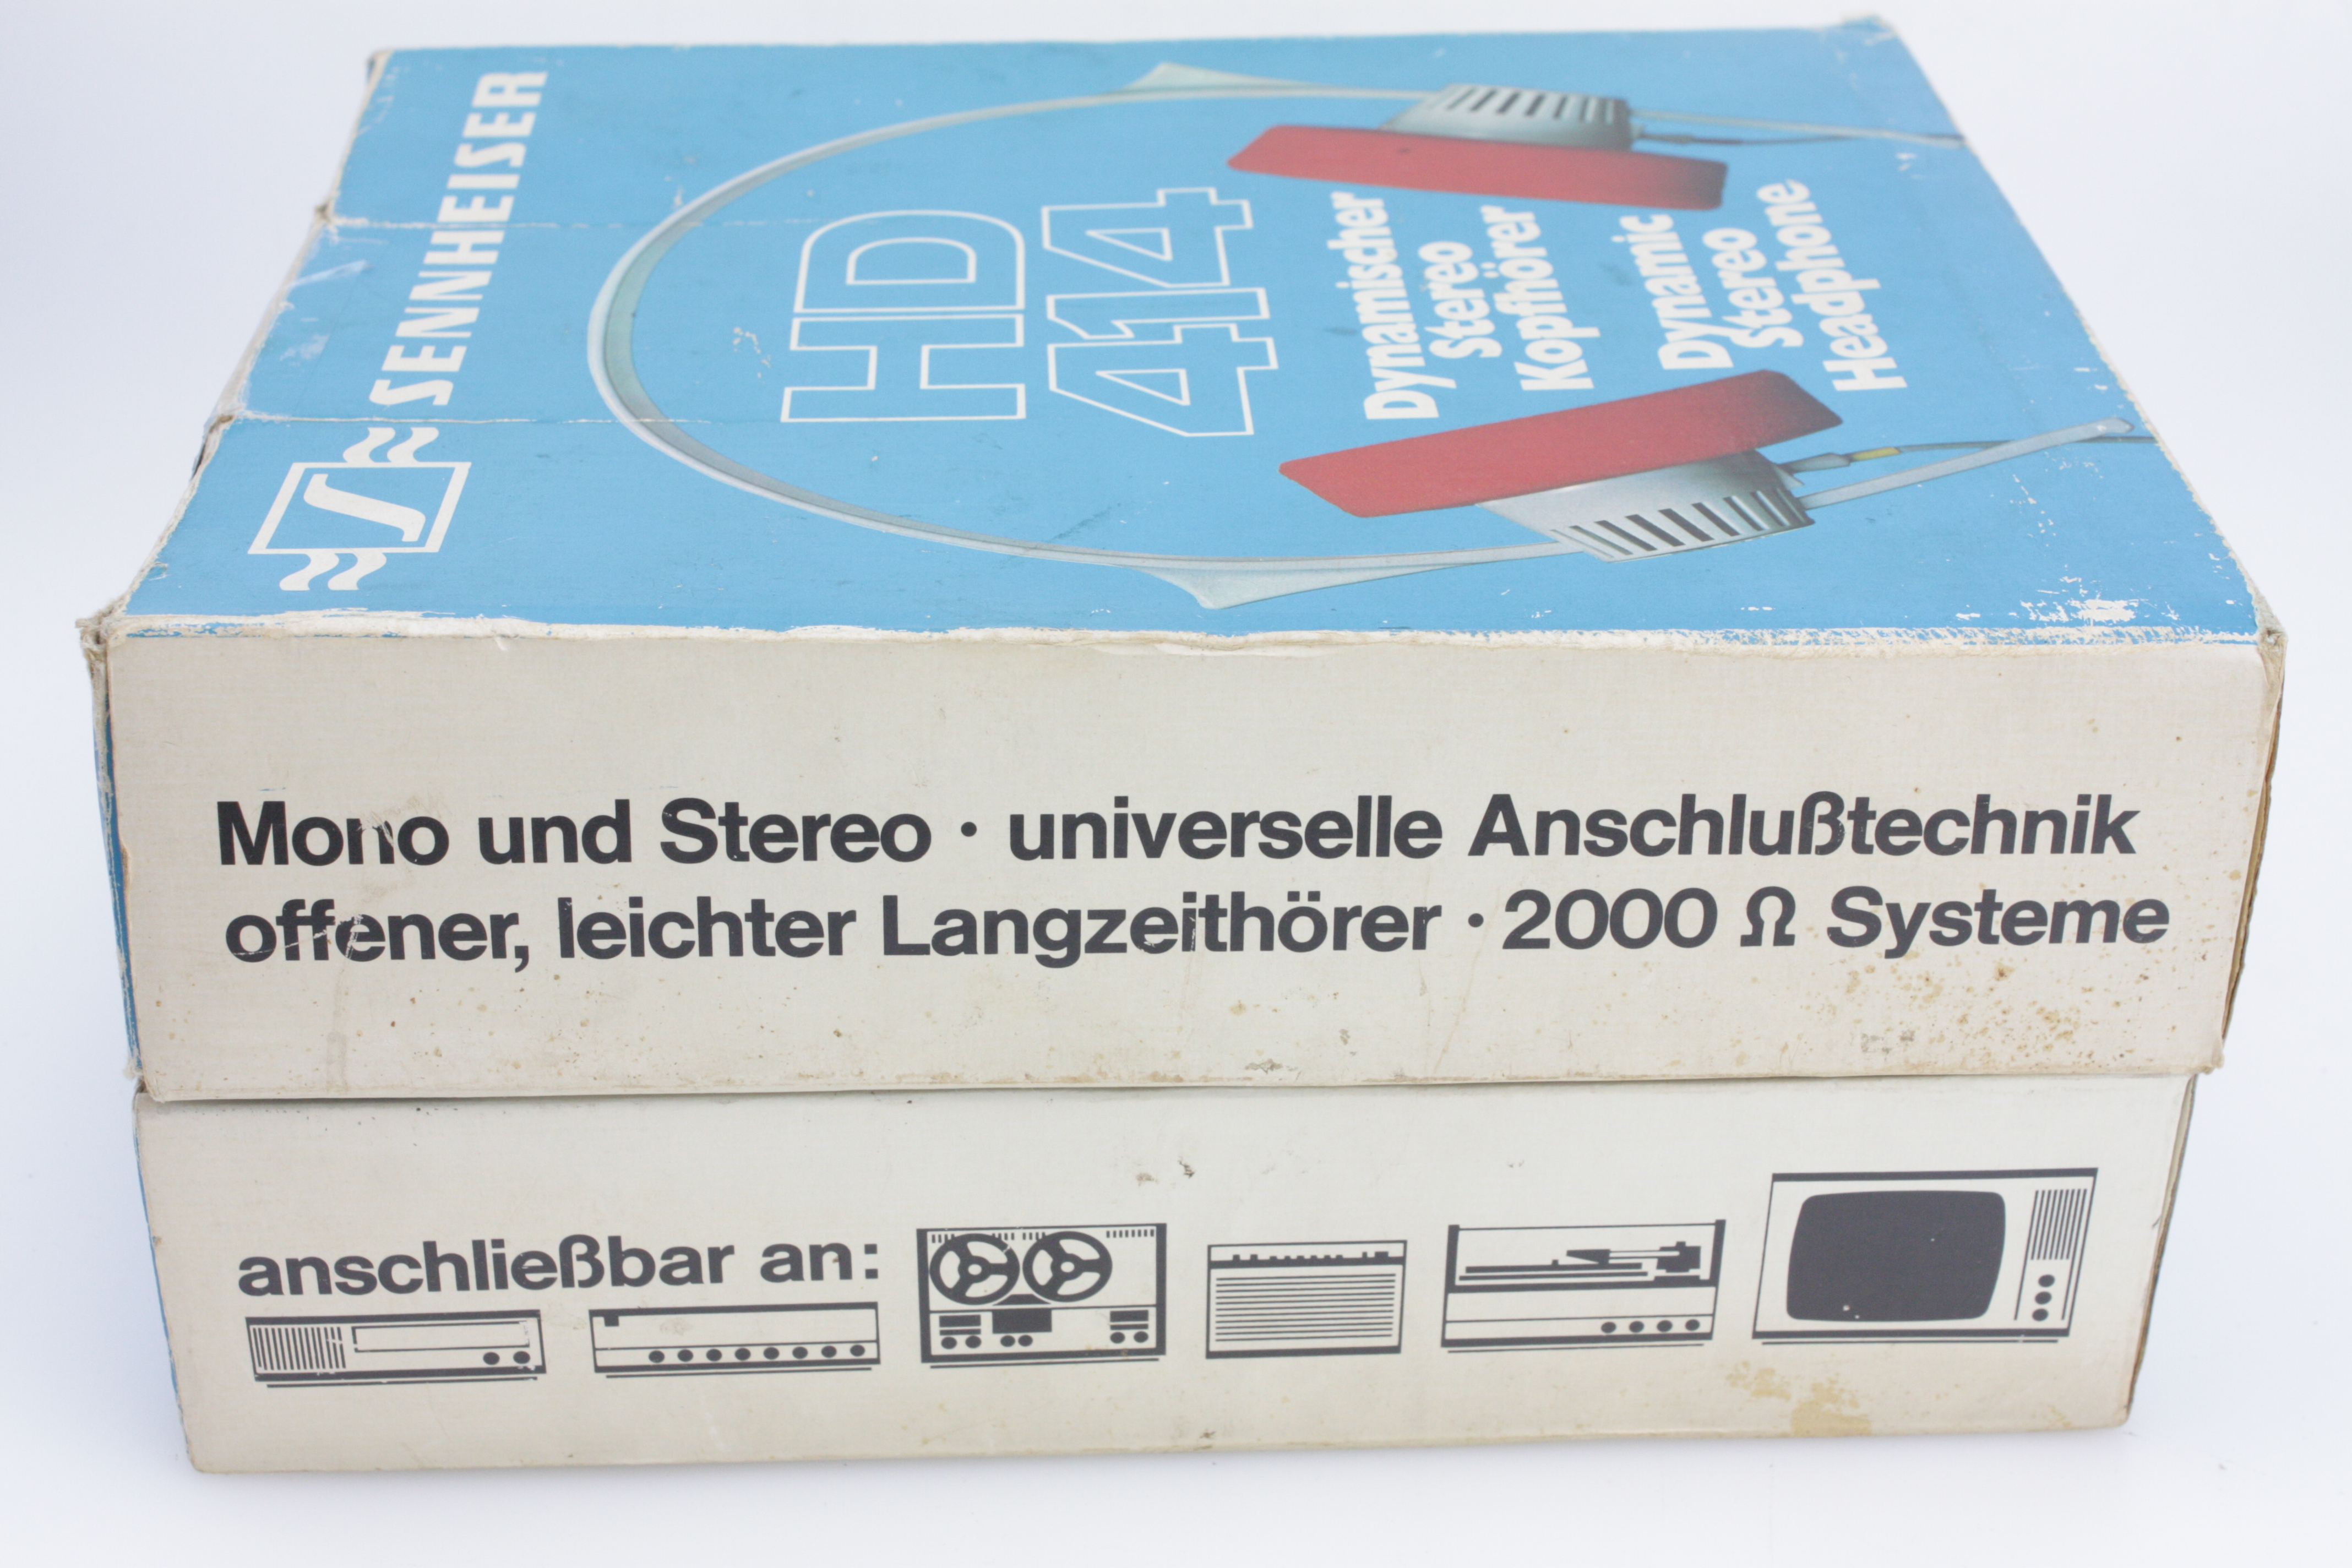 SENNHEISER
HD
414
Dynamischer
Stereo
Kopfhörer
Dynamic
Stereo
Headphone
Mono und Stereo · universelle Anschlußtechnik
offener, leichter Langzeithörer · 2000 Ω Systeme
anschließbar an: